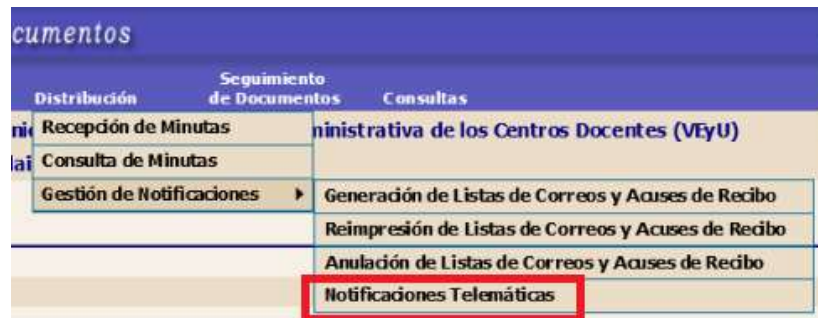 cumentos
Seguimiento
Distribución de Documentos Consultas
Recepción de Minutas ministrativa de los Centros Docentes (VEyU)
Consulta de Minutas
Gestión de Notificaciones
Generación de Listas de Correos y Acuses de Recibo
Reimpresión de Listas de Correos y Acuses de Recibo
Anulación de Listas de Correos y Acuses de Recibo
Notificaciones Telemáticas